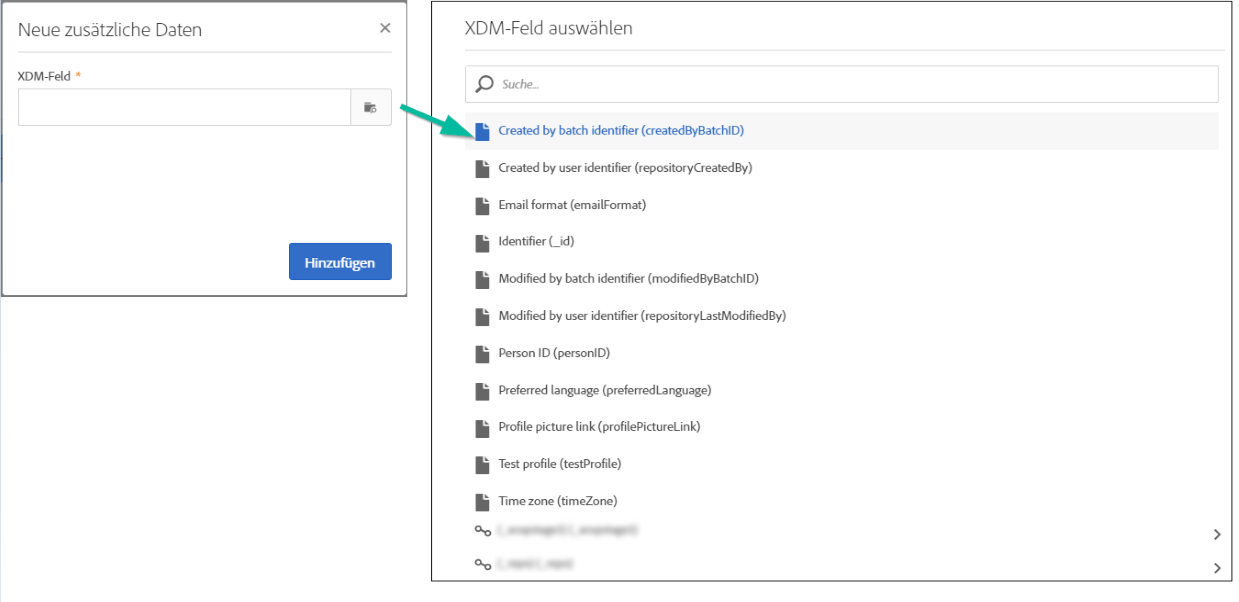 Neue zusätzliche Daten
XDM-Feld *
Hinzufügen
XDM-Feld auswählen
Suche...
Created by batch identifier (createdByBatchID)
Created by user identifier (repositoryCreatedBy)
Email format (emailFormat)
Identifier (_id)
Modified by batch identifier (modifiedByBatchID)
Modified by user identifier (repositoryLastModifiedBy)
Person ID (personID)
Preferred language (preferredLanguage)
Profile picture link (profilePictureLink)
Test profile (testProfile)
Time zone (timeZone)